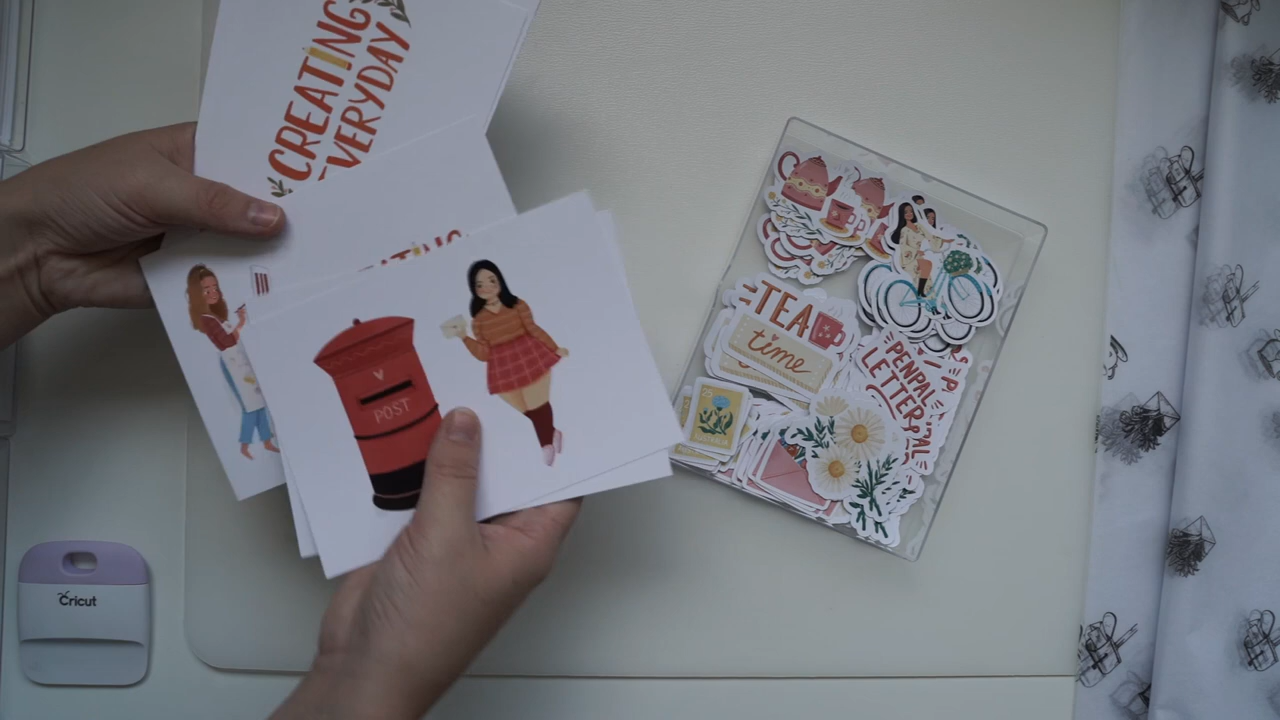 CREATING
EVERYDAY
POST
TEA
time
PENPAL
LETTER
Cricut